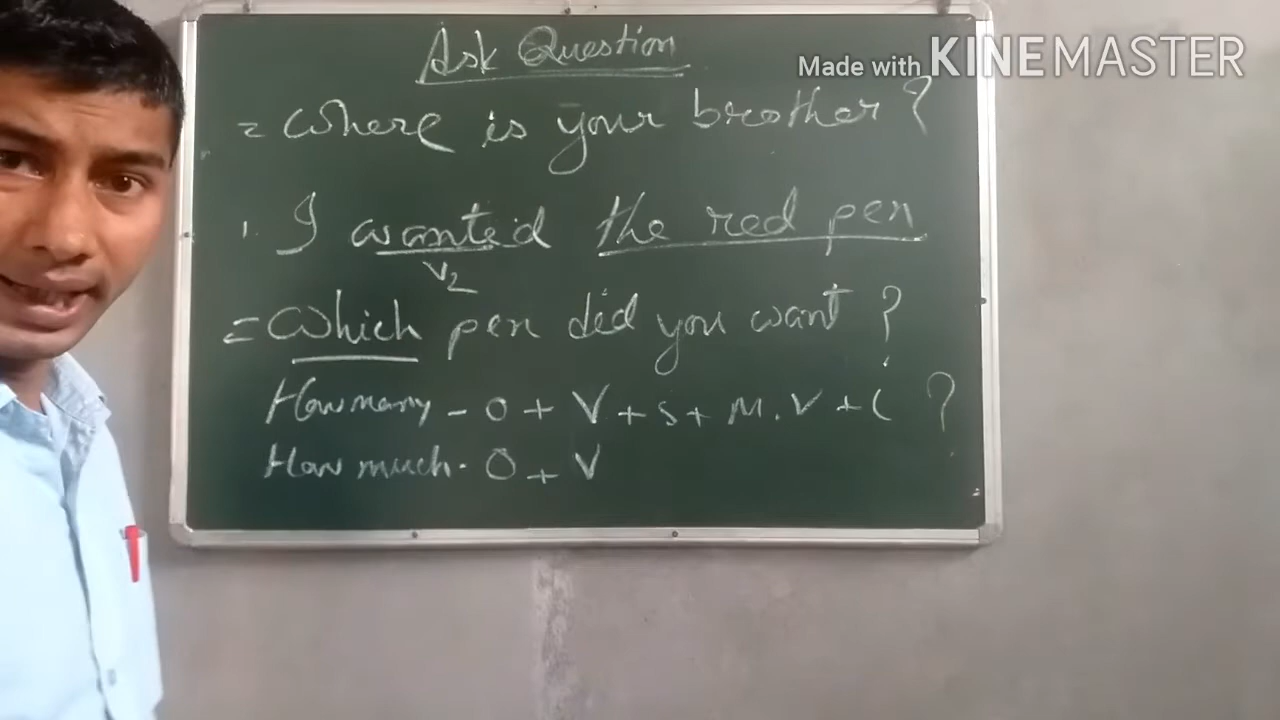 Ask Question
Made with KINEMASTER
= Where is your brother ?
1. I wanted the red pen
V2
= Which pen did you want ?
How many - O + V + S + M.V + C ?
How much - O + V